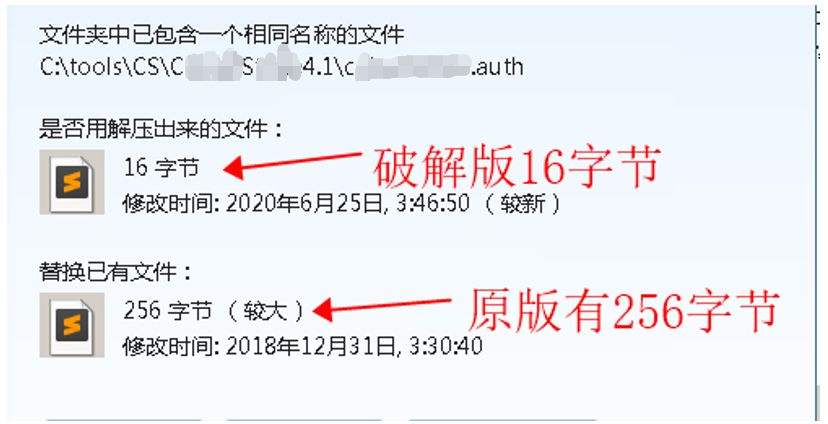 文件夹中已包含一个相同名称的文件
C:\tools\CS\C S 4.1\c .auth
是否用解压出来的文件：
16 字节
破解版16字节
修改时间: 2020年6月25日, 3:46:50 （较新）
替换已有文件：
256 字节 （较大）
原版有256字节
修改时间: 2018年12月31日, 3:30:40